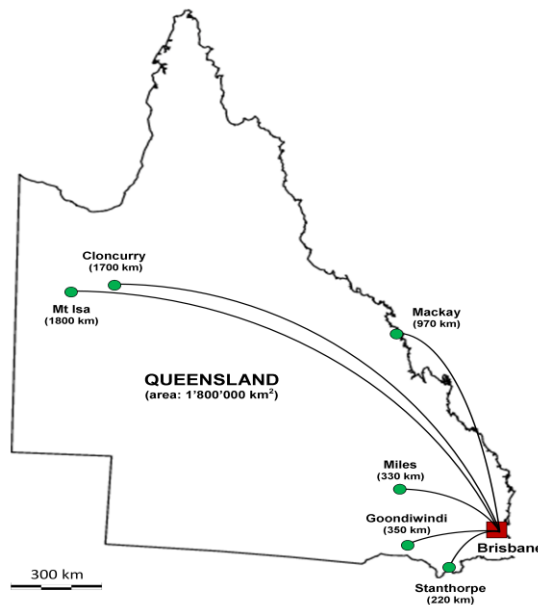 Cloncurry
(1700 km)
Mt Isa
(1800 km)
Mackay
(970 km)
QUEENSLAND
(area: 1'800'000 km²)
Miles
(330 km)
Goondiwindi
(350 km)
Brisbane
Stanthorpe
(220 km)
300 km